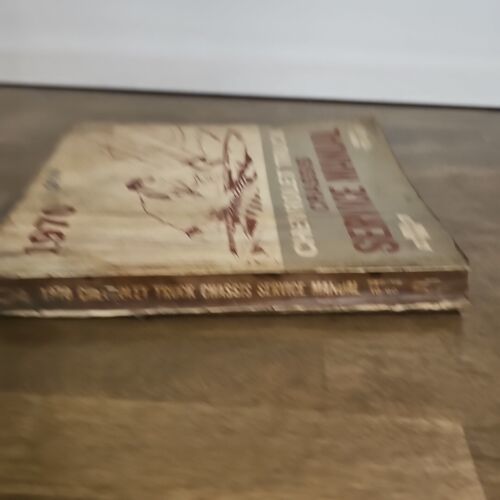 1970
CHEVROLET TRUCK
CHASSIS
SERVICE MANUAL
1970 CHEVROLET TRUCK CHASSIS SERVICE MANUAL